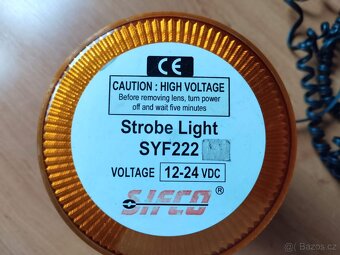 CE
CAUTION : HIGH VOLTAGE
Before removing lens, turn power
off and wait five minutes
Strobe Light
SYF222
VOLTAGE 12-24 VDC
SIFCO®
Bazoš.cz